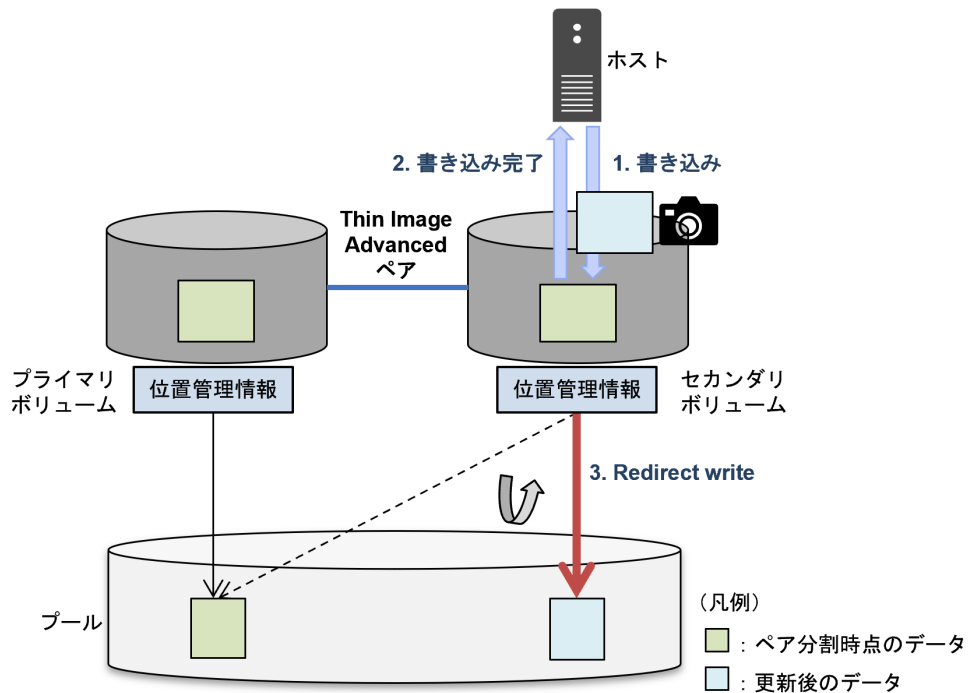 ホスト
2. 書き込み完了
1. 書き込み
Thin Image
Advanced
ペア
プライマリ
ボリューム
位置管理情報
位置管理情報
セカンダリ
ボリューム
3. Redirect write
プール
（凡例）
：ペア分割時点のデータ
：更新後のデータ